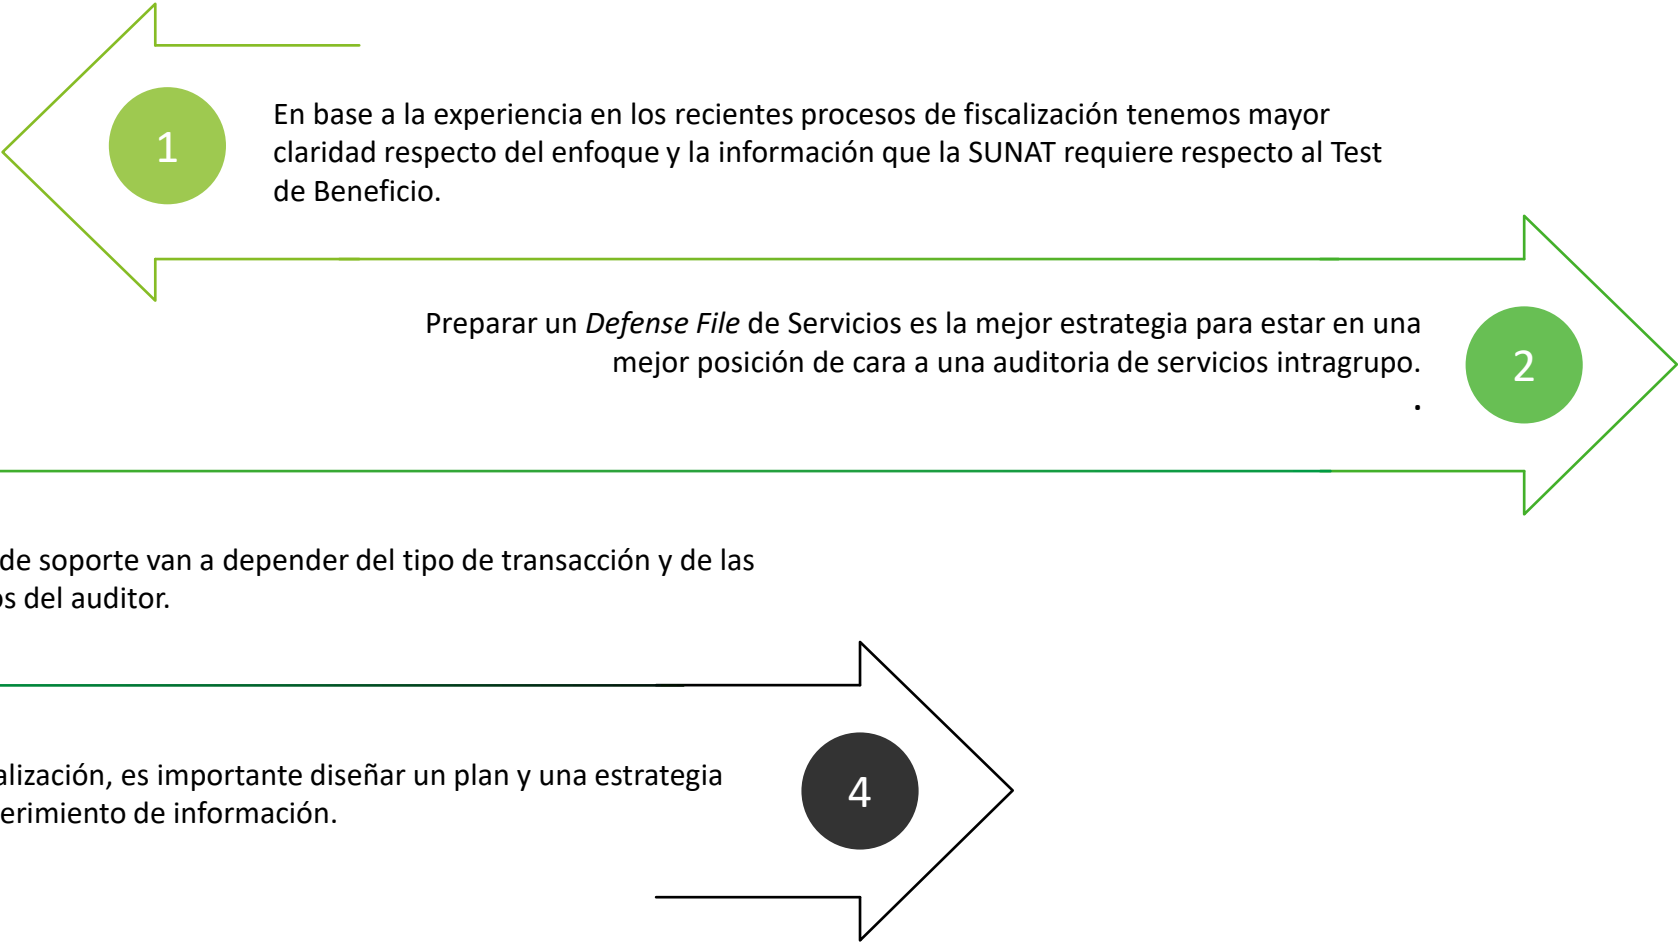 1
En base a la experiencia en los recientes procesos de fiscalización tenemos mayor
claridad respecto del enfoque y la información que la SUNAT requiere respecto al Test
de Beneficio.
Preparar un Defense File de Servicios es la mejor estrategia para estar en una
mejor posición de cara a una auditoria de servicios intragrupo.
.
2
de soporte van a depender del tipo de transacción y de las
del auditor.
es importante diseñar un plan y una estrategia
de información.
4